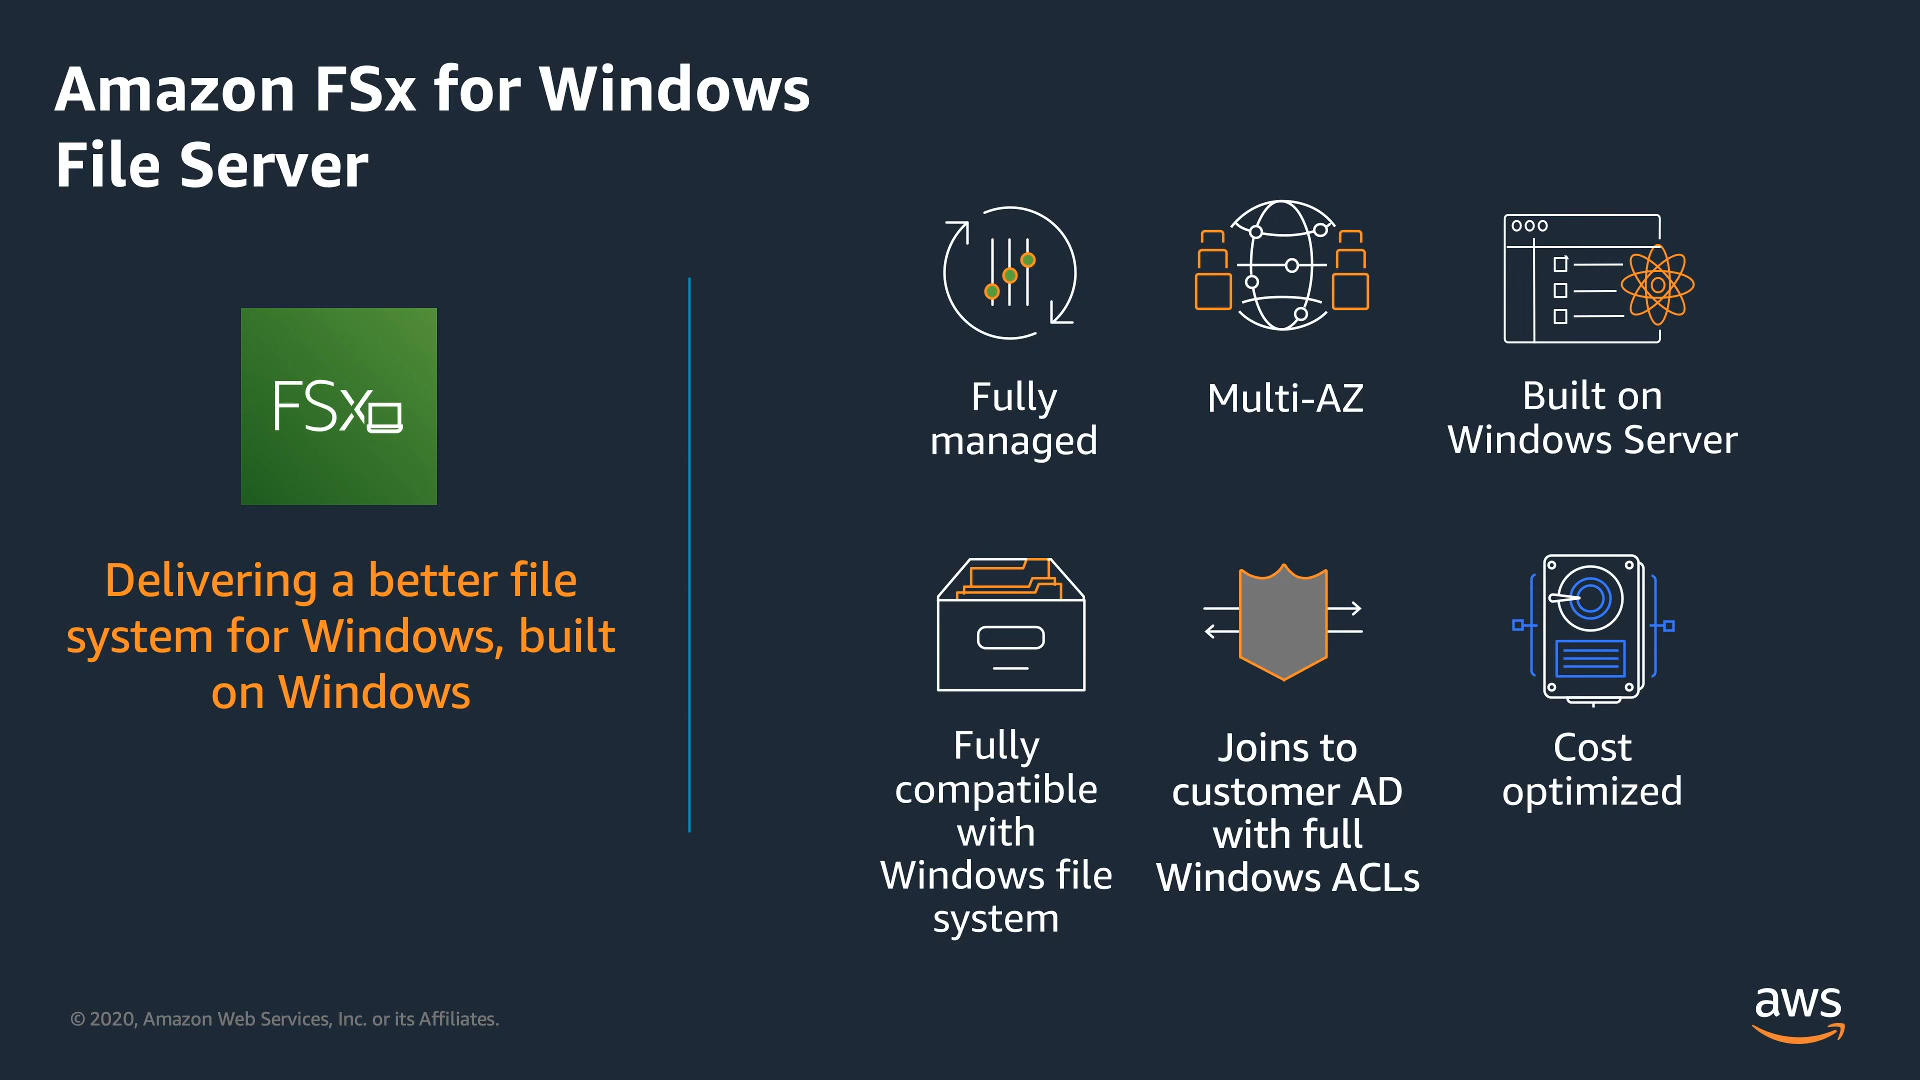 Amazon FSx for Windows
File Server
FSx
Delivering a better file
system for Windows, built
on Windows
Fully
managed
Multi-AZ
Built on
Windows Server
Fully
compatible
with
Windows file
system
Joins to
customer AD
with full
Windows ACLs
Cost
optimized
© 2020, Amazon Web Services, Inc. or its Affiliates.
aws